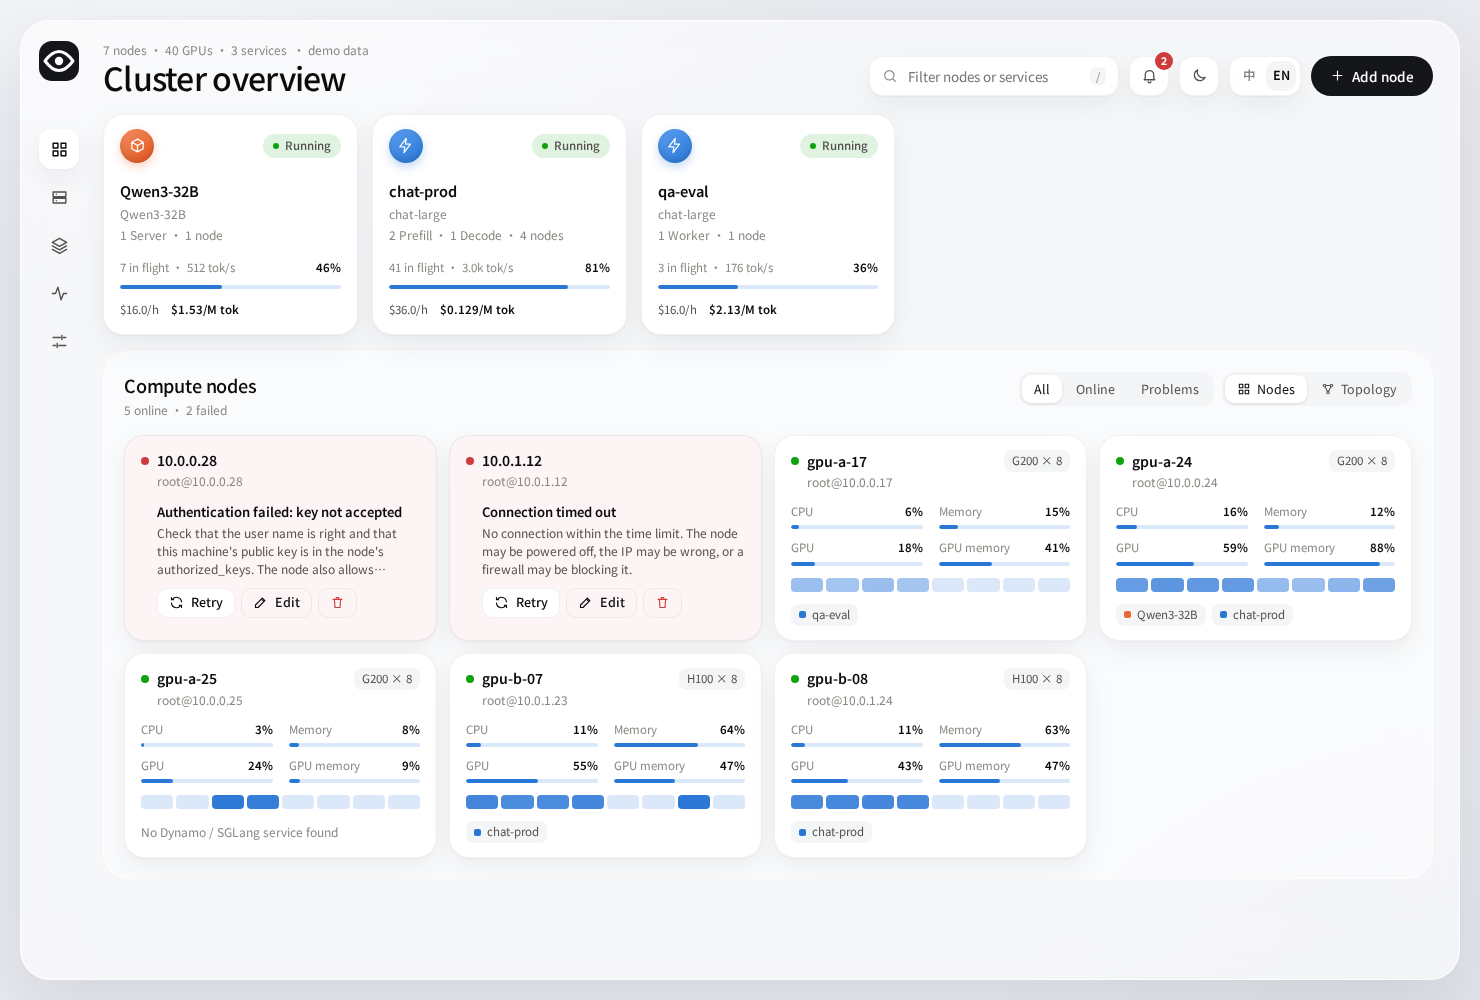 7 nodes • 40 GPUs • 3 services • demo data
Cluster overview
Filter nodes or services /
2
中 EN
+ Add node
Running
Qwen3-32B
Qwen3-32B
1 Server • 1 node
7 in flight • 512 tok/s 46%
$16.0/h $1.53/M tok
Running
chat-prod
chat-large
2 Prefill • 1 Decode • 4 nodes
41 in flight • 3.0k tok/s 81%
$36.0/h $0.129/M tok
Running
qa-eval
chat-large
1 Worker • 1 node
3 in flight • 176 tok/s 36%
$16.0/h $2.13/M tok
Compute nodes
5 online • 2 failed
All Online Problems
Nodes Topology
10.0.0.28
root@10.0.0.28
Authentication failed: key not accepted
Check that the user name is right and that
this machine's public key is in the node's
authorized_keys. The node also allows…
Retry Edit
10.0.1.12
root@10.0.1.12
Connection timed out
No connection within the time limit. The node
may be powered off, the IP may be wrong, or a
firewall may be blocking it.
Retry Edit
gpu-a-17 G200 × 8
root@10.0.0.17
CPU 6% Memory 15%
GPU 18% GPU memory 41%
qa-eval
gpu-a-24 G200 × 8
root@10.0.0.24
CPU 16% Memory 12%
GPU 59% GPU memory 88%
Qwen3-32B chat-prod
gpu-a-25 G200 × 8
root@10.0.0.25
CPU 3% Memory 8%
GPU 24% GPU memory 9%
No Dynamo / SGLang service found
gpu-b-07 H100 × 8
root@10.0.1.23
CPU 11% Memory 64%
GPU 55% GPU memory 47%
chat-prod
gpu-b-08 H100 × 8
root@10.0.1.24
CPU 11% Memory 63%
GPU 43% GPU memory 47%
chat-prod